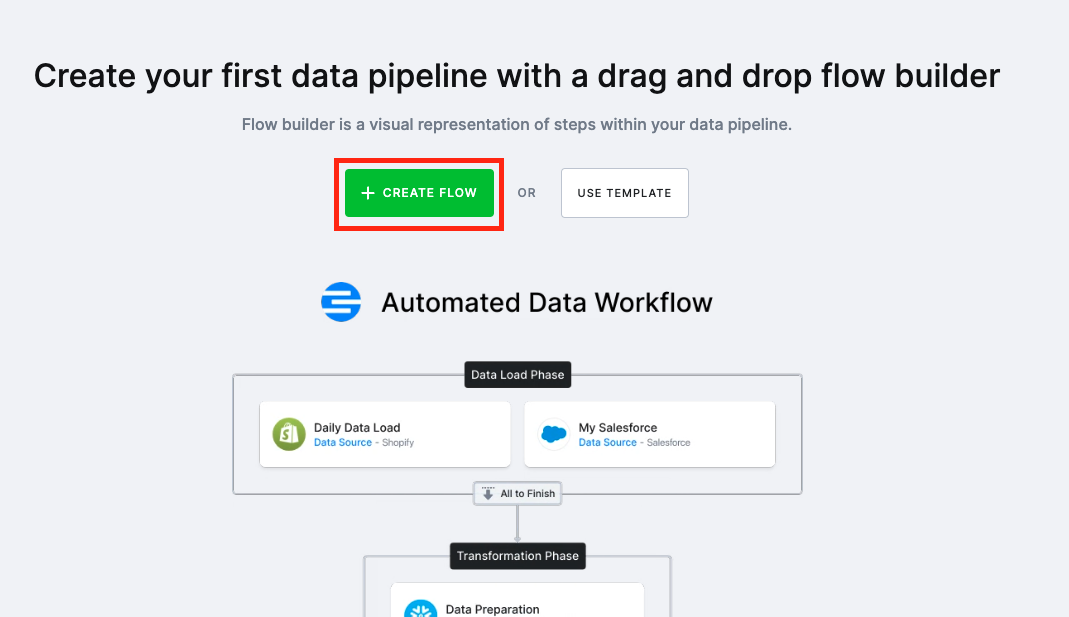 Create your first data pipeline with a drag and drop flow builder
Flow builder is a visual representation of steps within your data pipeline.
+ CREATE FLOW OR USE TEMPLATE
Automated Data Workflow
Data Load Phase
Daily Data Load
Data Source - Shopify
My Salesforce
Data Source - Salesforce
All to Finish
Transformation Phase
Data Preparation